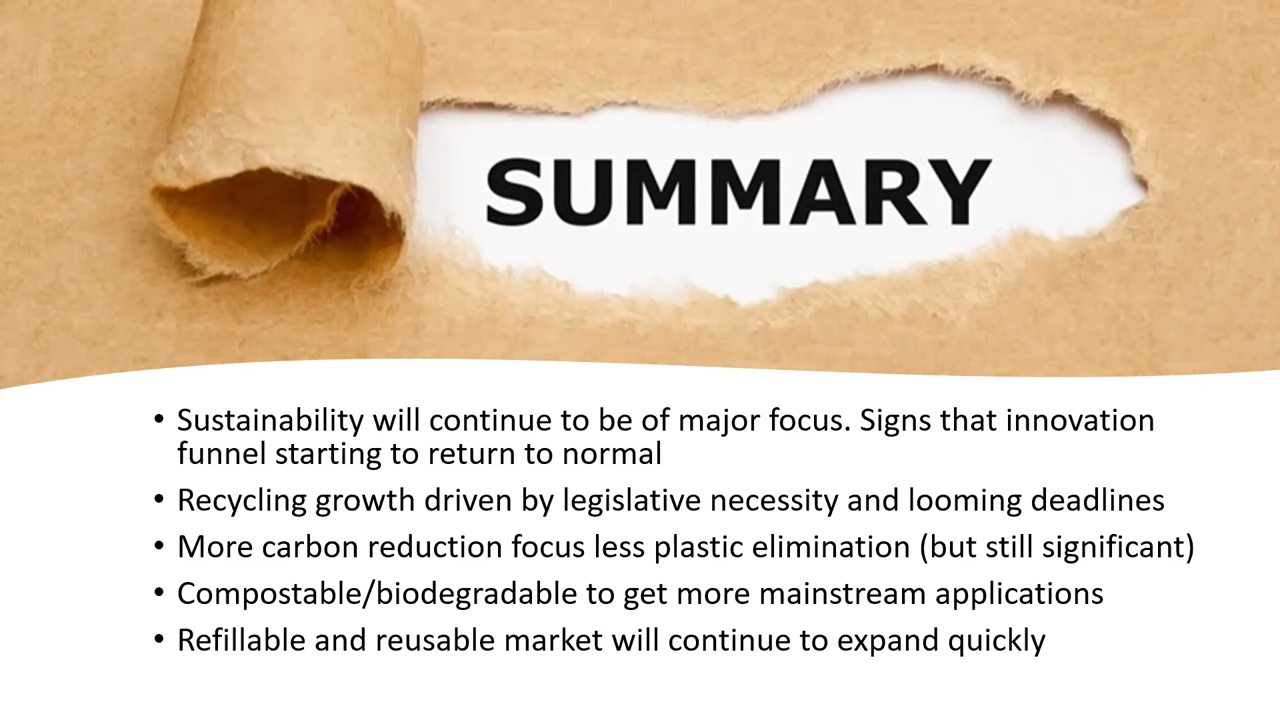 SUMMARY
• Sustainability will continue to be of major focus. Signs that innovation
funnel starting to return to normal
• Recycling growth driven by legislative necessity and looming deadlines
• More carbon reduction focus less plastic elimination (but still significant)
• Compostable/biodegradable to get more mainstream applications
• Refillable and reusable market will continue to expand quickly